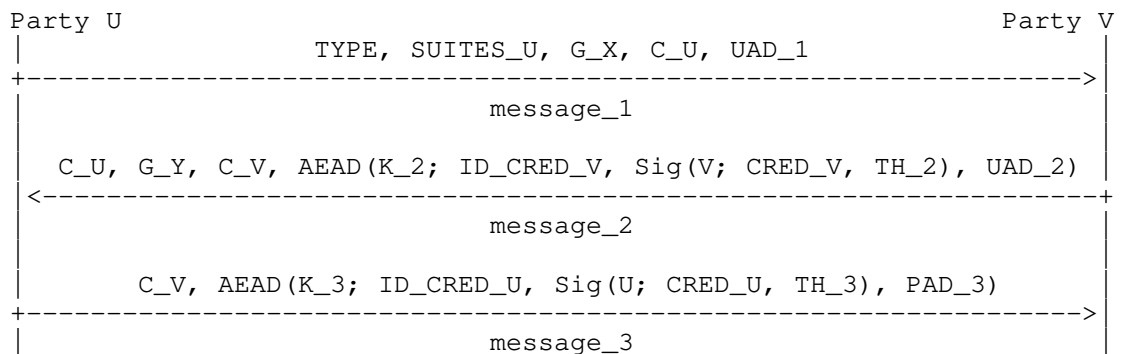 Party U Party V
TYPE, SUITES_U, G_X, C_U, UAD_1
message_1
C_U, G_Y, C_V, AEAD(K_2; ID_CRED_V, Sig(V; CRED_V, TH_2), UAD_2)
message_2
C_V, AEAD(K_3; ID_CRED_U, Sig(U; CRED_U, TH_3), PAD_3)
message_3